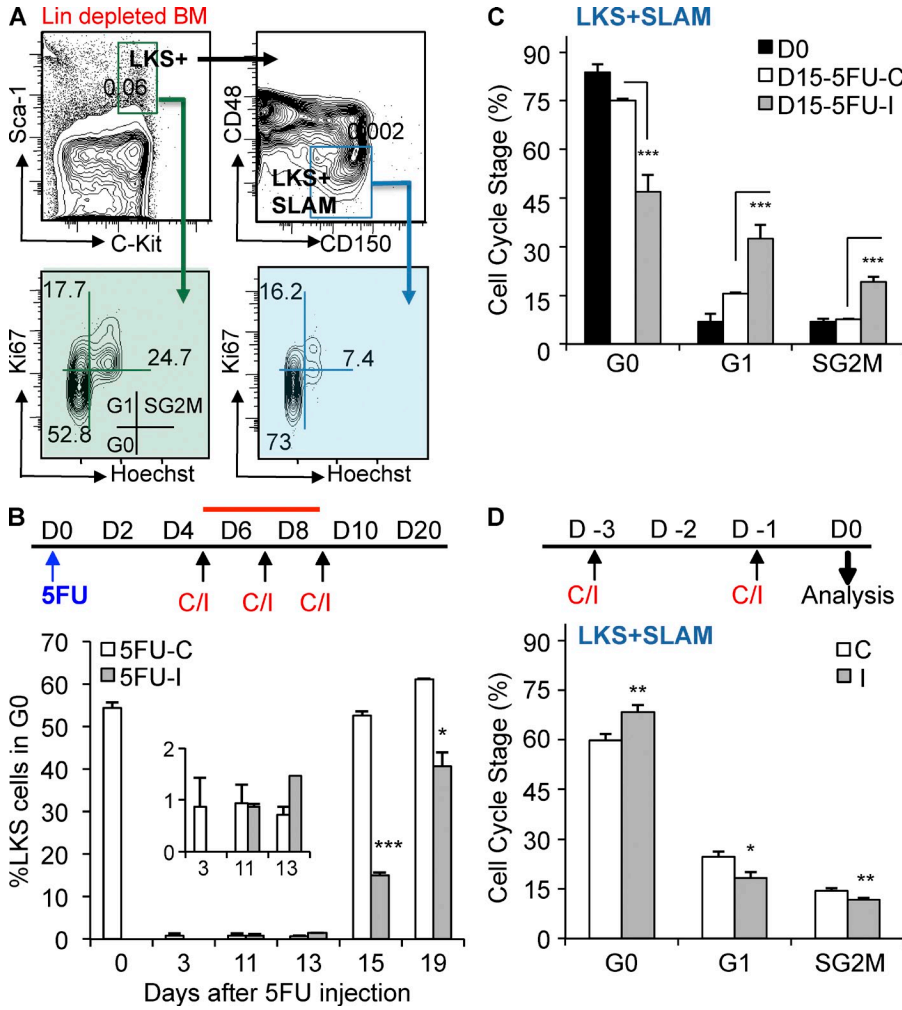 A
Lin depleted BM
LKS+
0.06
Sca-1
C-Kit
CD48
0.002
LKS+
SLAM
CD150
17.7
24.7
52.8
G1 SG2M
G0
Ki67
Hoechst
16.2
7.4
73
Ki67
Hoechst
B
D0 D2 D4 D6 D8 D10 D20
5FU C/I C/I C/I
5FU-C
5FU-I
%LKS cells in G0
70
60
50
40
30
20
10
0
2
1
0
3 11 13
***
*
0 3 11 13 15 19
Days after 5FU injection
C LKS+SLAM
D0
D15-5FU-C
D15-5FU-I
Cell Cycle Stage (%)
90
75
60
45
30
15
0
***
***
***
G0 G1 SG2M
D
D -3 D -2 D -1 D0
C/I C/I Analysis
LKS+SLAM
C
I
Cell Cycle Stage (%)
90
75
60
45
30
15
0
**
*
**
G0 G1 SG2M